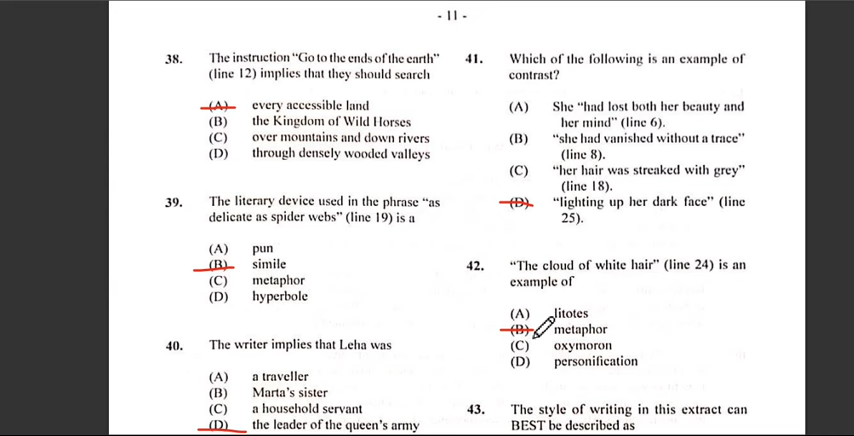 - 11 -
38. The instruction “Go to the ends of the earth”
(line 12) implies that they should search
(A) every accessible land
(B) the Kingdom of Wild Horses
(C) over mountains and down rivers
(D) through densely wooded valleys
39. The literary device used in the phrase “as
delicate as spider webs” (line 19) is a
(A) pun
(B) simile
(C) metaphor
(D) hyperbole
40. The writer implies that Leha was
(A) a traveller
(B) Marta’s sister
(C) a household servant
(D) the leader of the queen’s army
41. Which of the following is an example of
contrast?
(A) She “had lost both her beauty and
her mind” (line 6).
(B) “she had vanished without a trace”
(line 8).
(C) “her hair was streaked with grey”
(line 18).
(D) “lighting up her dark face” (line
25).
42. “The cloud of white hair” (line 24) is an
example of
(A) litotes
(B) metaphor
(C) oxymoron
(D) personification
43. The style of writing in this extract can
BEST be described as